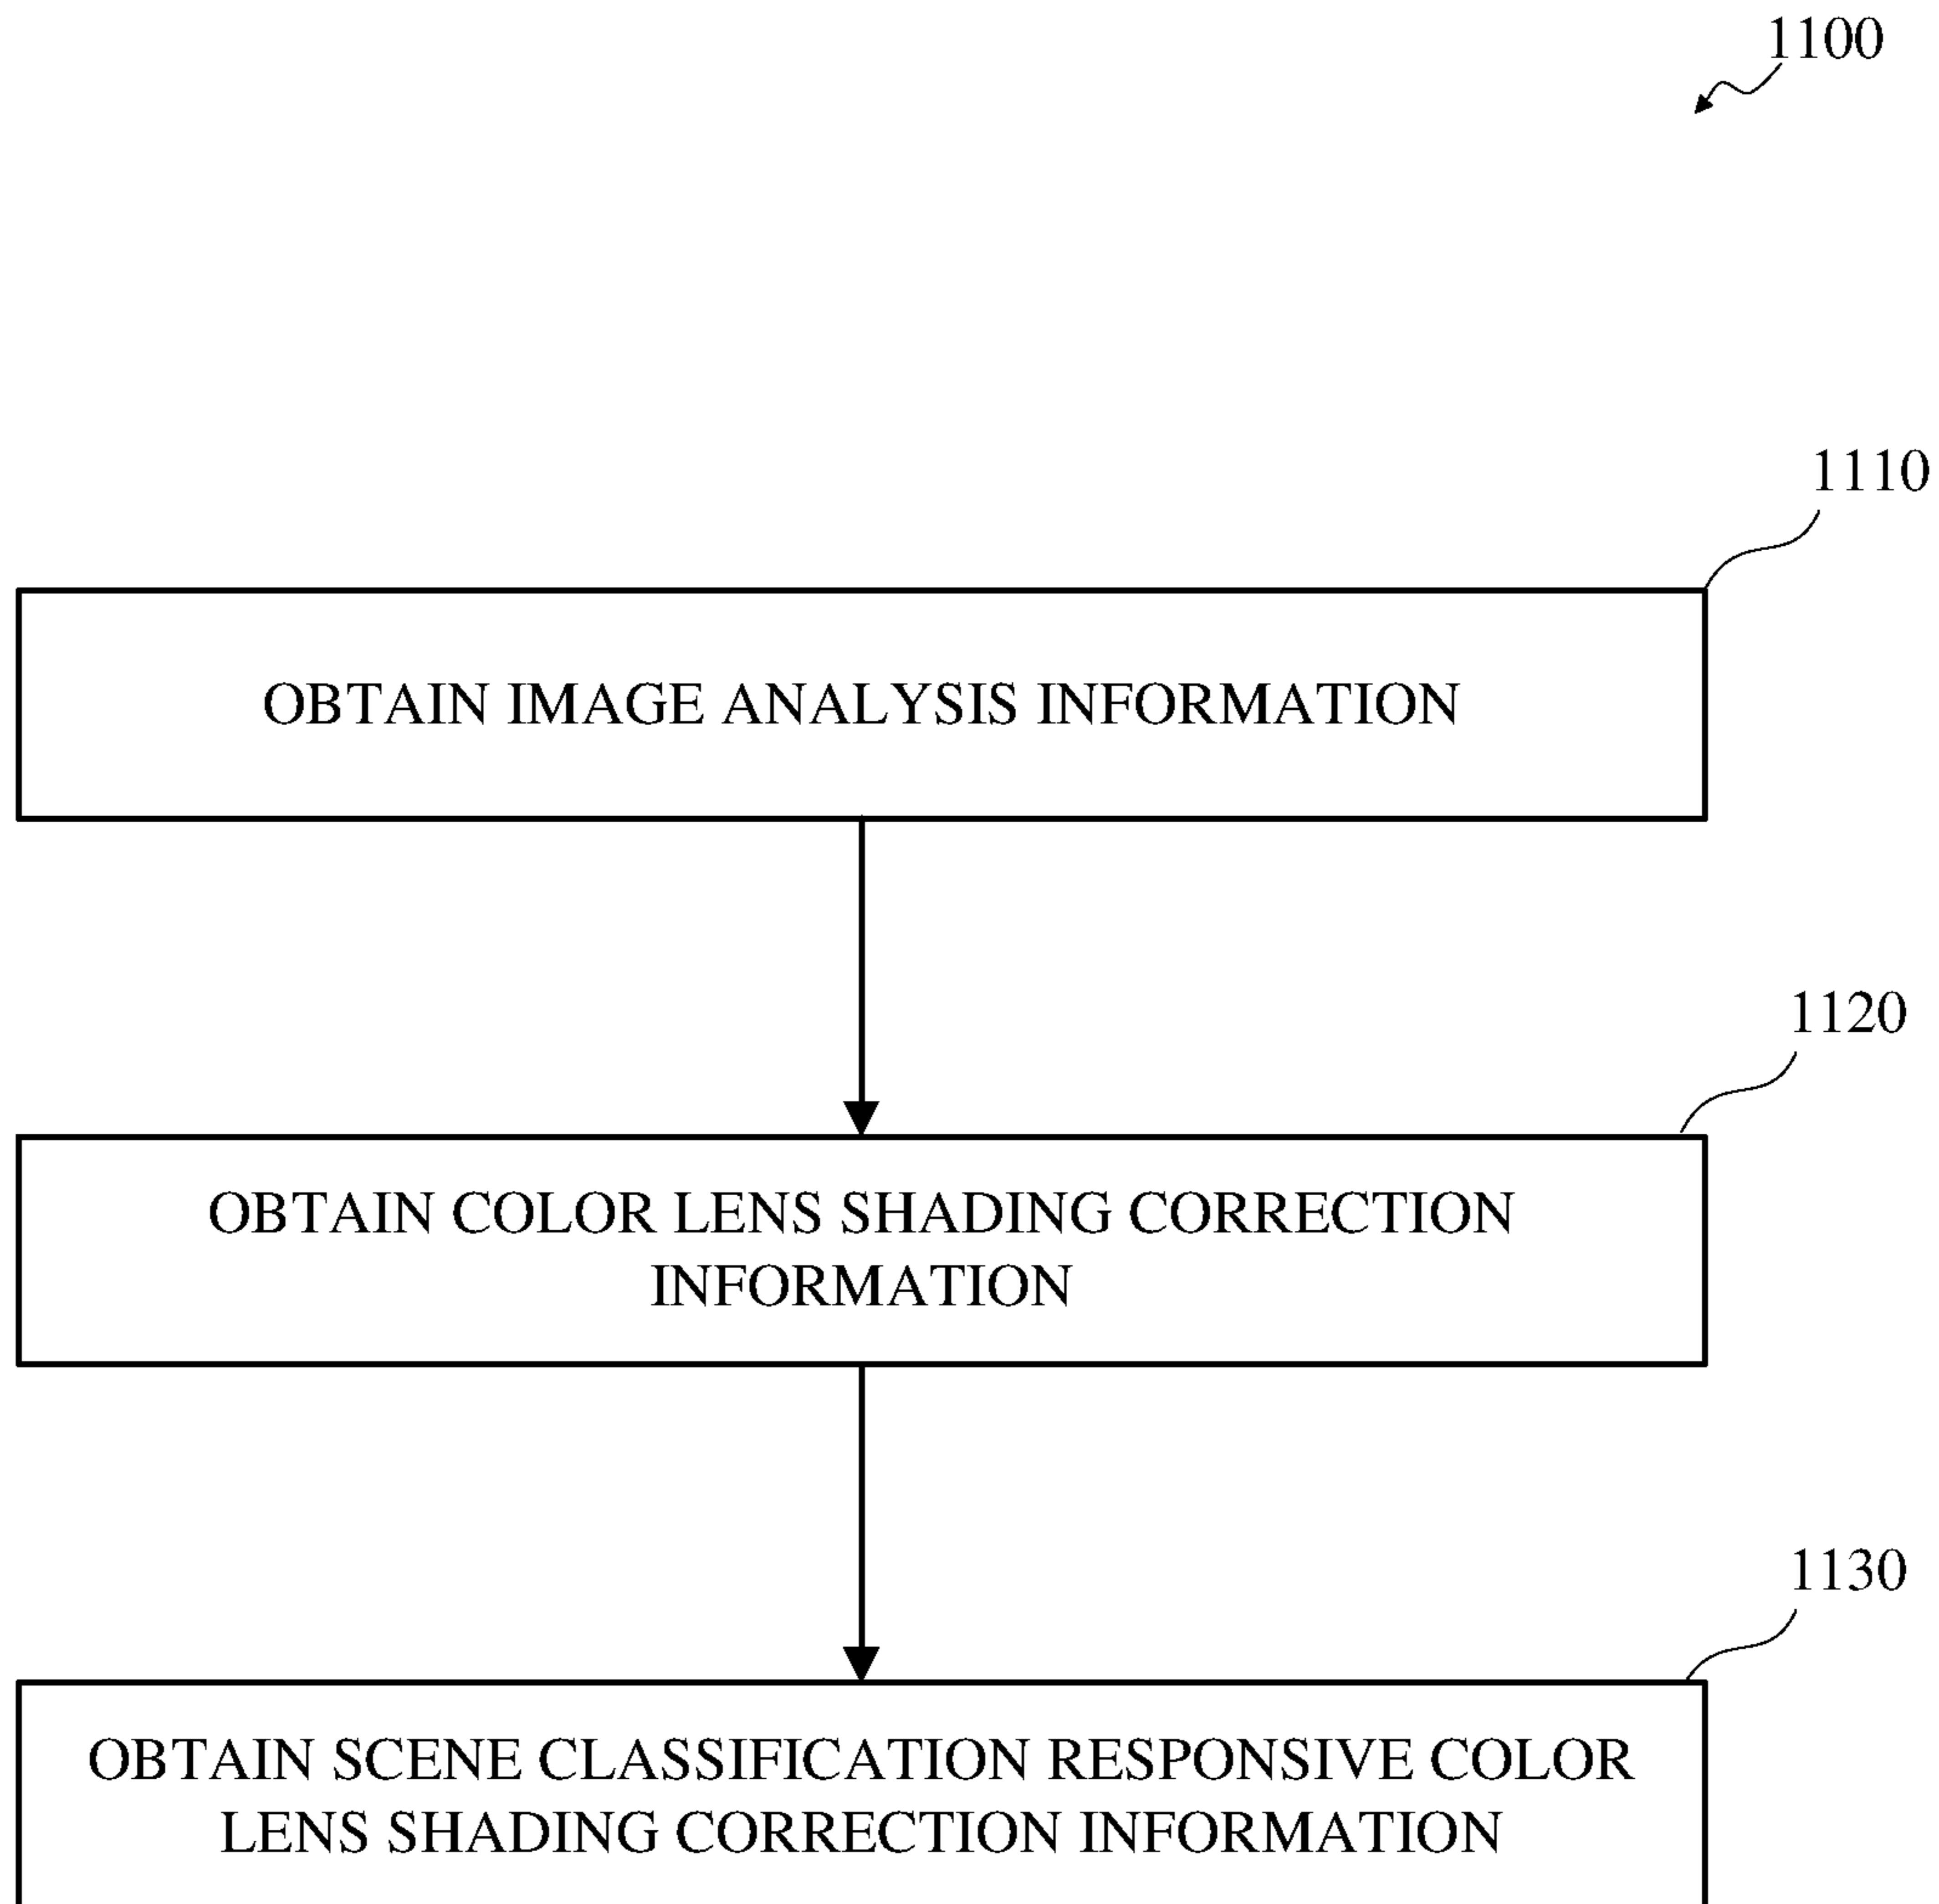 1100
1110
OBTAIN IMAGE ANALYSIS INFORMATION
1120
OBTAIN COLOR LENS SHADING CORRECTION
INFORMATION
1130
OBTAIN SCENE CLASSIFICATION RESPONSIVE COLOR
LENS SHADING CORRECTION INFORMATION